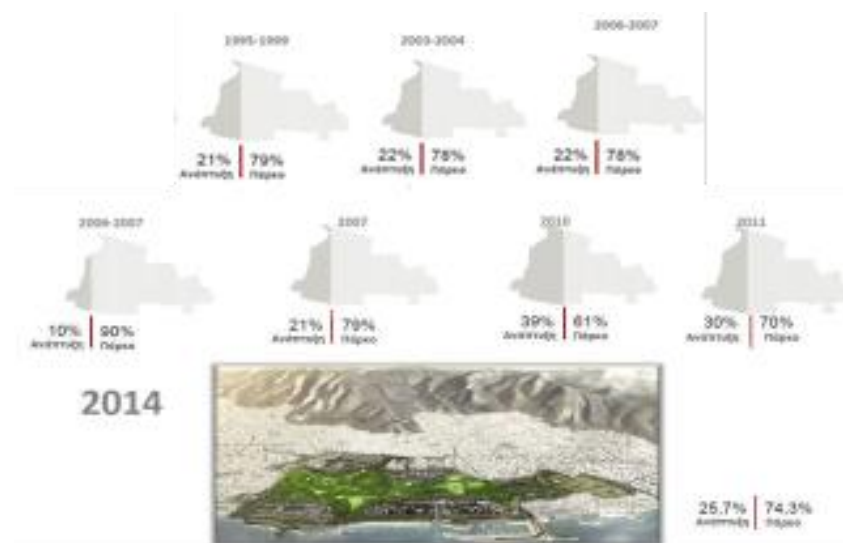 1995-1999
21% 79%
Ανάπτυξη Πάρκο
2003-2004
22% 78%
Ανάπτυξη Πάρκο
2006-2007
22% 78%
Ανάπτυξη Πάρκο
2006-2007
10% 90%
Ανάπτυξη Πάρκο
2007
21% 79%
Ανάπτυξη Πάρκο
2010
39% 61%
Ανάπτυξη Πάρκο
2011
30% 70%
Ανάπτυξη Πάρκο
2014
25.7% 74.3%
Ανάπτυξη Πάρκο